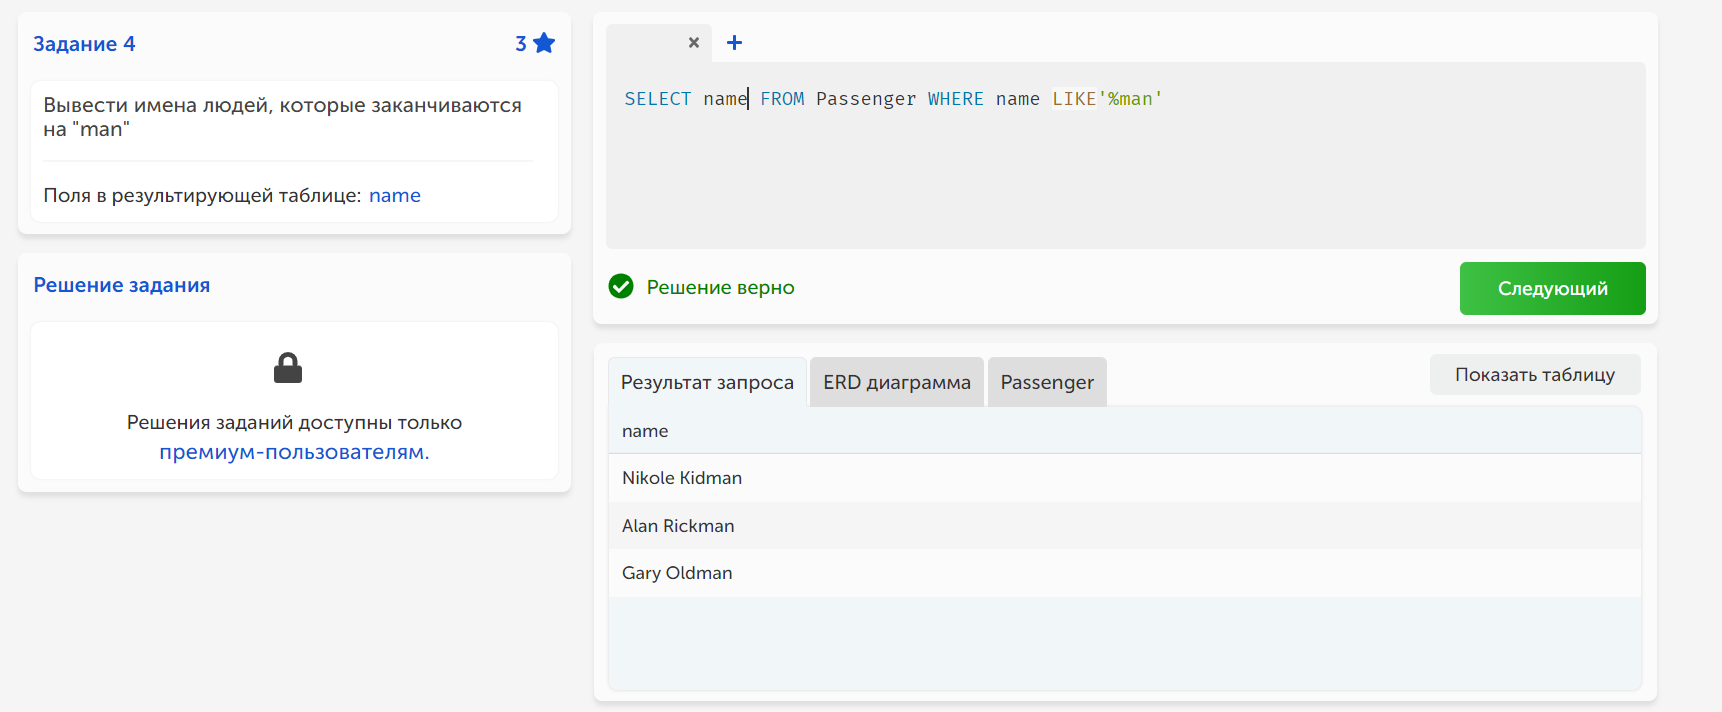 Задание 4
3
Вывести имена людей, которые заканчиваются
на "man"
Поля в результирующей таблице: name
Решение задания
Решения заданий доступны только
премиум-пользователям.
SELECT name FROM Passenger WHERE name LIKE'%man'
Решение верно
Следующий
Результат запроса
ERD диаграмма
Passenger
Показать таблицу
name
Nikole Kidman
Alan Rickman
Gary Oldman